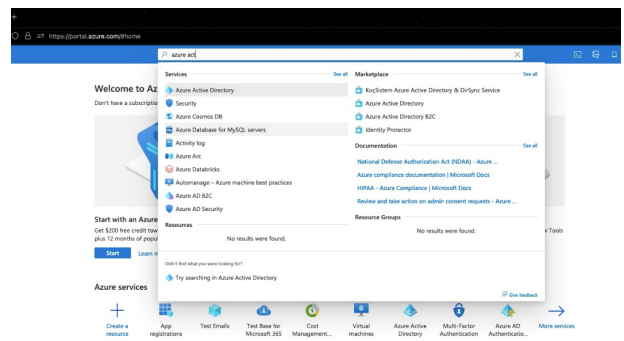 https://portal.azure.com/#home
azure act
Welcome to Az
Don't have a subscriptio
Services
See all
Azure Active Directory
Security
Azure Cosmos DB
Azure Database for MySQL servers
Activity log
Azure Arc
Azure Databricks
Automanage – Azure machine best practices
Azure AD B2C
Azure AD Security
Resources
No results were found.
Marketplace
See all
KoçSistem Azure Active Directory & DirSync Service
Azure Active Directory
Azure Active Directory B2C
Identity Protector
Documentation
See all
National Defense Authorization Act (NDAA) - Azure ...
Azure compliance documentation | Microsoft Docs
HIPAA - Azure Compliance | Microsoft Docs
Review and take action on admin consent requests - Azure ...
Resource Groups
No results were found.
Didn't find what you were looking for?
Try searching in Azure Active Directory
Give feedback
Start with an Azure
Get $200 free credit tow
plus 12 months of popul
Start
Learn m
r Tools
Azure services
Create a
resource
App
registrations
Test Emails
Test Base for
Microsoft 365
Cost
Management...
Virtual
machines
Azure Active
Directory
Multi-Factor
Authentication
Azure AD
Authenticatio...
More services